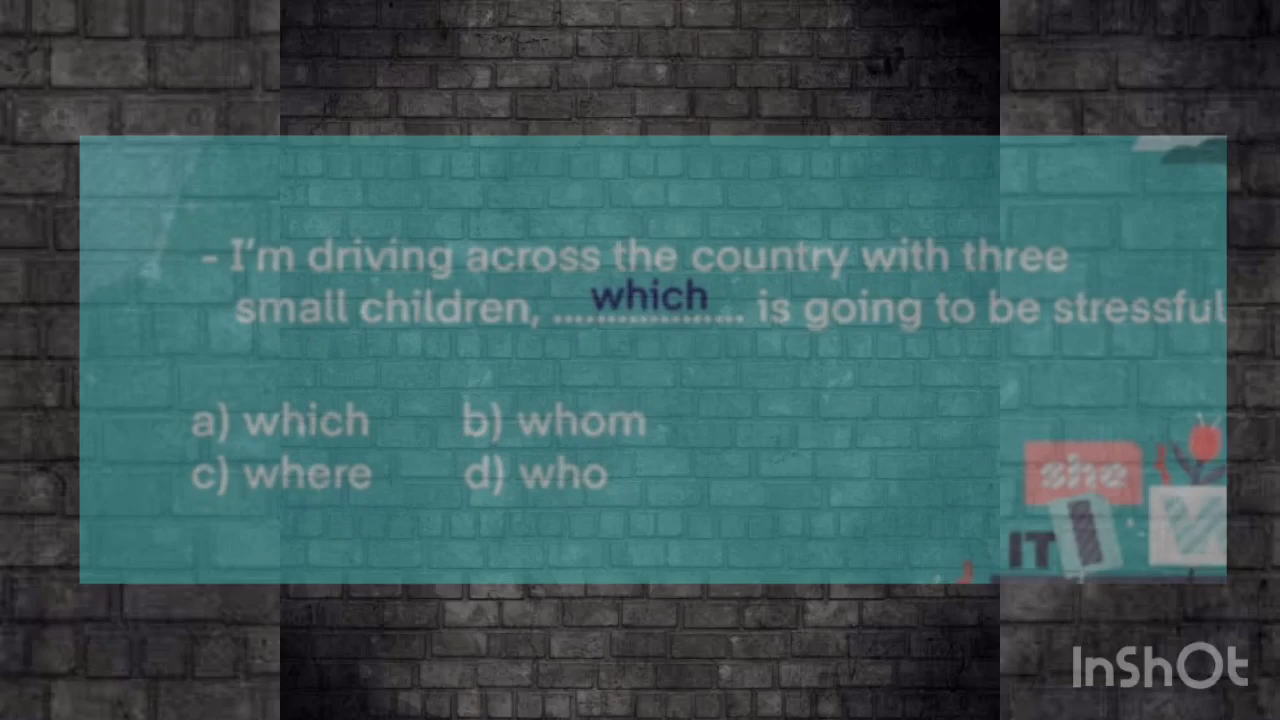 - I'm driving across the country with three
small children, ................... is going to be stressful
which
a) which b) whom
c) where d) who
she
IT
InShOt